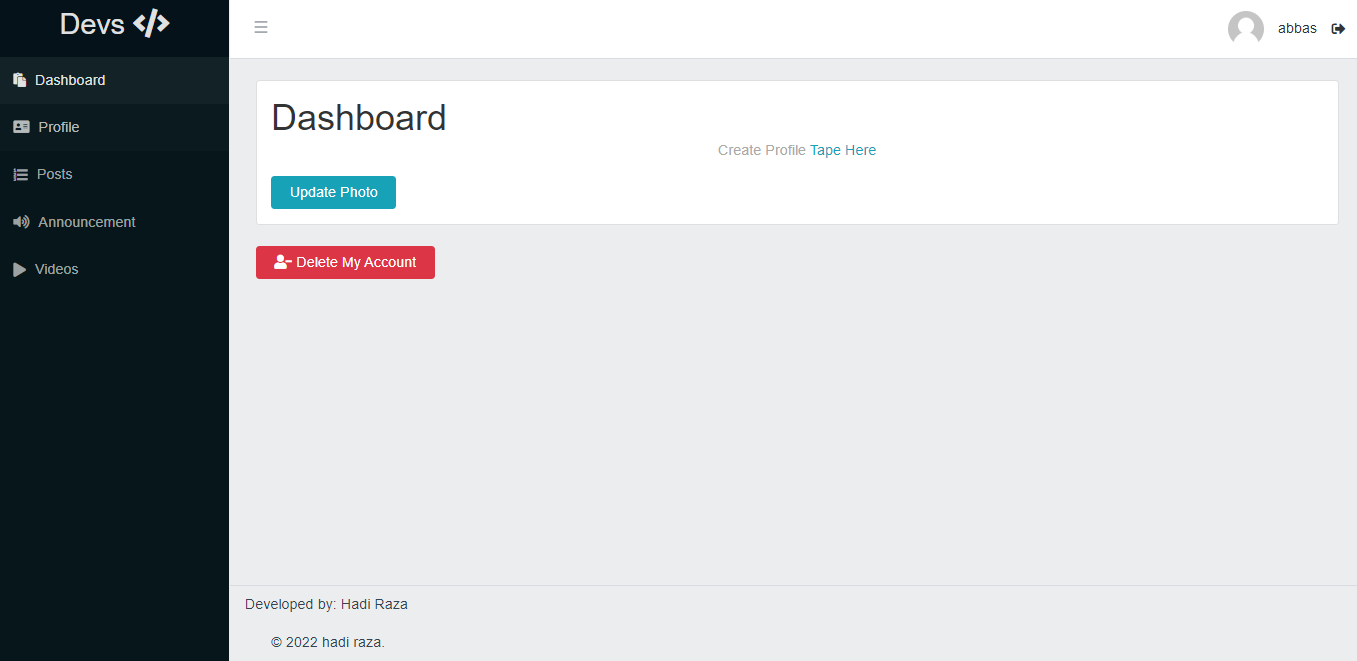 Devs
abbas
Dashboard
Profile
Posts
Announcement
Videos
Dashboard
Create Profile Tape Here
Update Photo
Delete My Account
Developed by: Hadi Raza
© 2022 hadi raza.